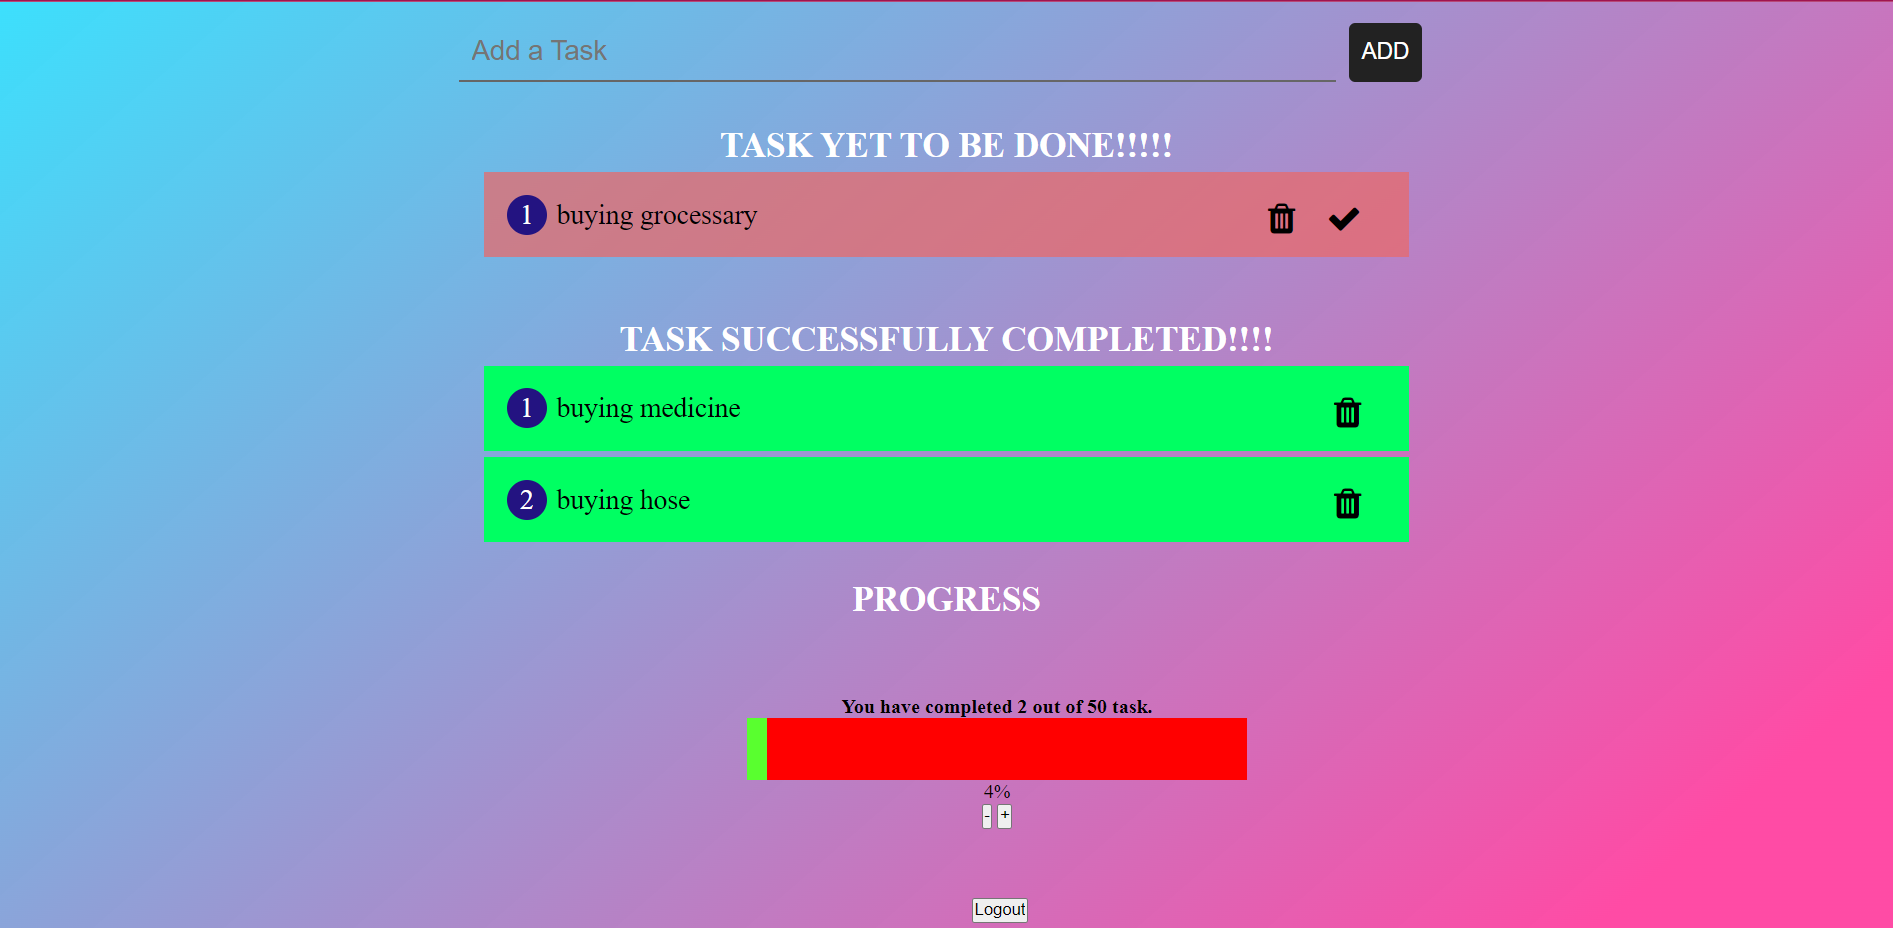 Add a Task
ADD
TASK YET TO BE DONE!!!!!
1 buying grocessary
TASK SUCCESSFULLY COMPLETED!!!!
1 buying medicine
2 buying hose
PROGRESS
You have completed 2 out of 50 task.
4%
- +
Logout